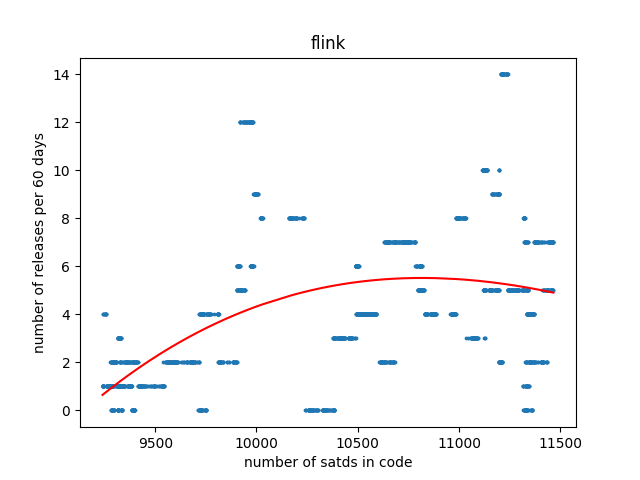 flink
number of releases per 60 days
14
12
10
8
6
4
2
0
9500 10000 10500 11000 11500
number of satds in code